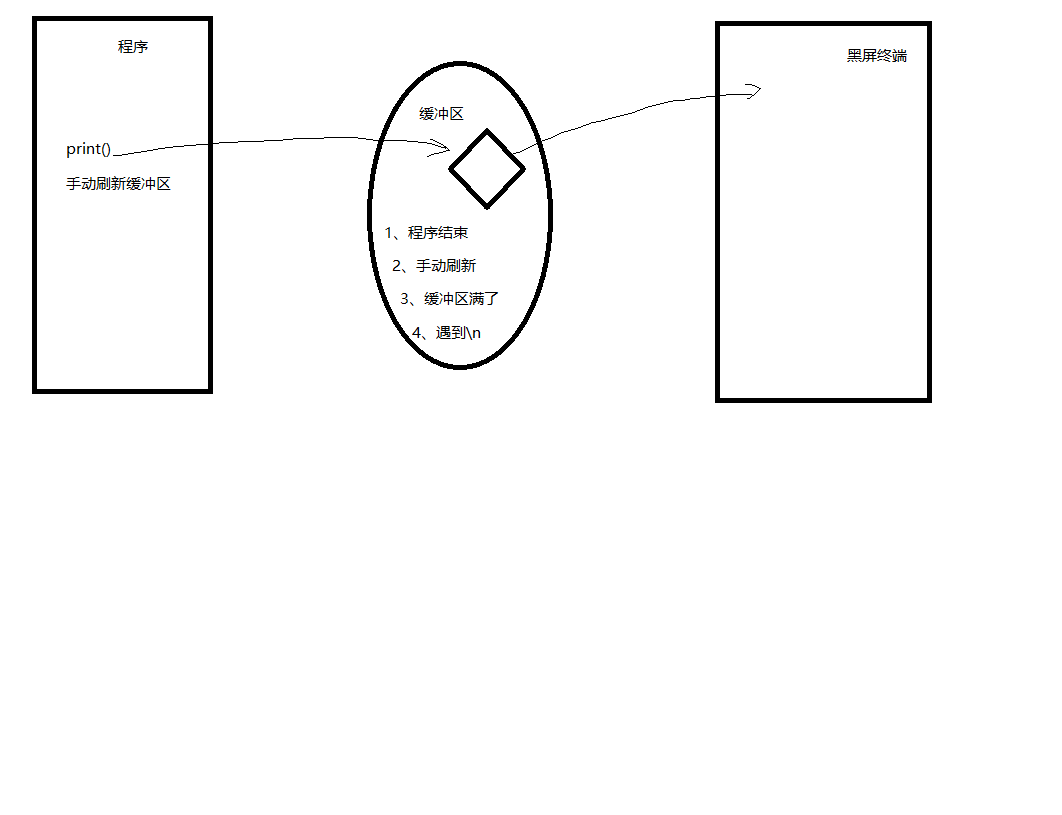 程序
print()
手动刷新缓冲区
缓冲区
1、程序结束
2、手动刷新
3、缓冲区满了
4、遇到\n
黑屏终端